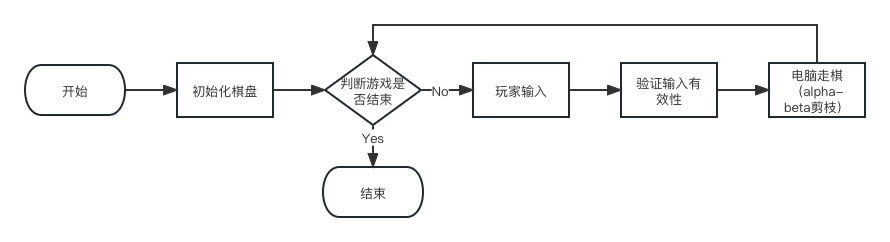 开始
初始化棋盘
判断游戏是
否结束
No
玩家输入
验证输入有
效性
电脑走棋
（alpha-
beta剪枝）
Yes
结束